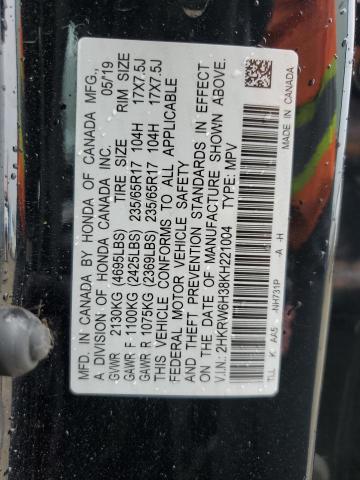 MFD. IN CANADA BY HONDA OF CANADA MFG.,
A DIVISION OF HONDA CANADA INC. 05/19
GVWR 2130KG (4695LBS) TIRE SIZE RIM SIZE
GAWR F 1100KG (2425LBS) 235/65R17 104H 17X7.5J
GAWR R 1075KG (2369LBS) 235/65R17 104H 17X7.5J
THIS VEHICLE CONFORMS TO ALL APPLICABLE
FEDERAL MOTOR VEHICLE SAFETY
STANDARDS IN EFFECT
ON THE DATE OF MANUFACTURE SHOWN ABOVE.
V.I.N.: 2HKRW6H38KH221004 TYPE: MPV
-A -H
TLL K AA5 -NH731P MADE IN CANADA